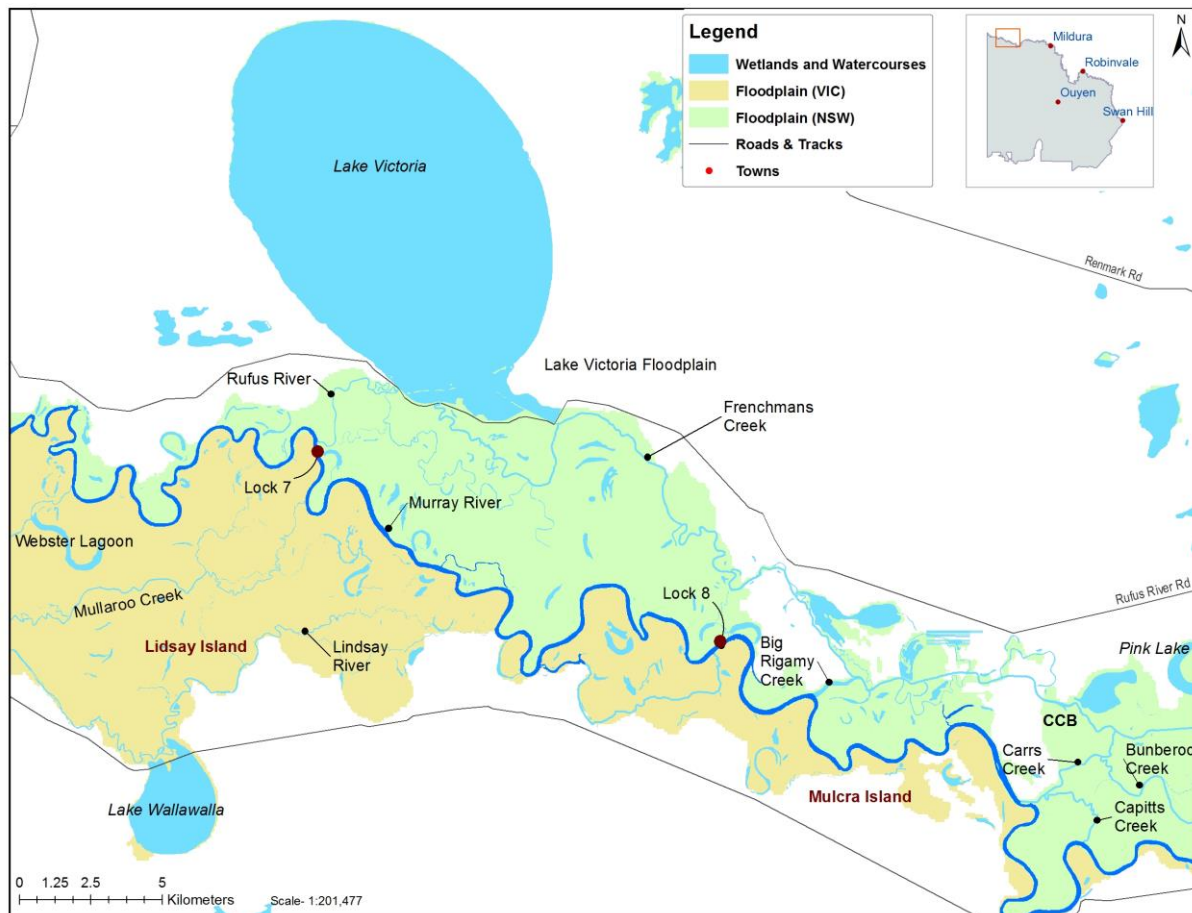 Legend
Wetlands and Watercourses
Floodplain (VIC)
Floodplain (NSW)
Roads & Tracks
Towns
N
Mildura
Robinvale
Ouyen
Swan Hill
Lake Victoria
Renmark Rd
Lake Victoria Floodplain
Rufus River
Frenchmans
Creek
Lock 7
Murray River
Webster Lagoon
Mullaroo Creek
Lidsay Island
Lindsay
River
Lock 8
Big
Rigamy
Creek
Rufus River Rd
Pink Lake
CCB
Carrs
Creek
Bunberoo
Creek
Capitts
Creek
Mulcra Island
Lake Wallawalla
0 1.25 2.5 5
Kilometers
Scale- 1:201,477